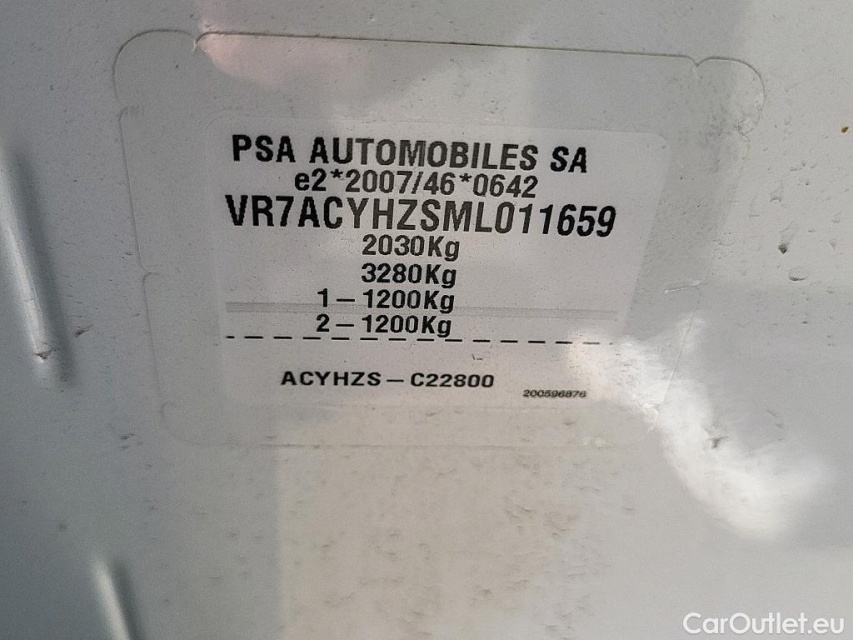 PSA AUTOMOBILES SA
e2*2007/46*0642
VR7ACYHZSML011659
2030Kg
3280Kg
1-1200Kg
2-1200Kg
ACYHZS-C22800
200596876
CarOutlet.eu